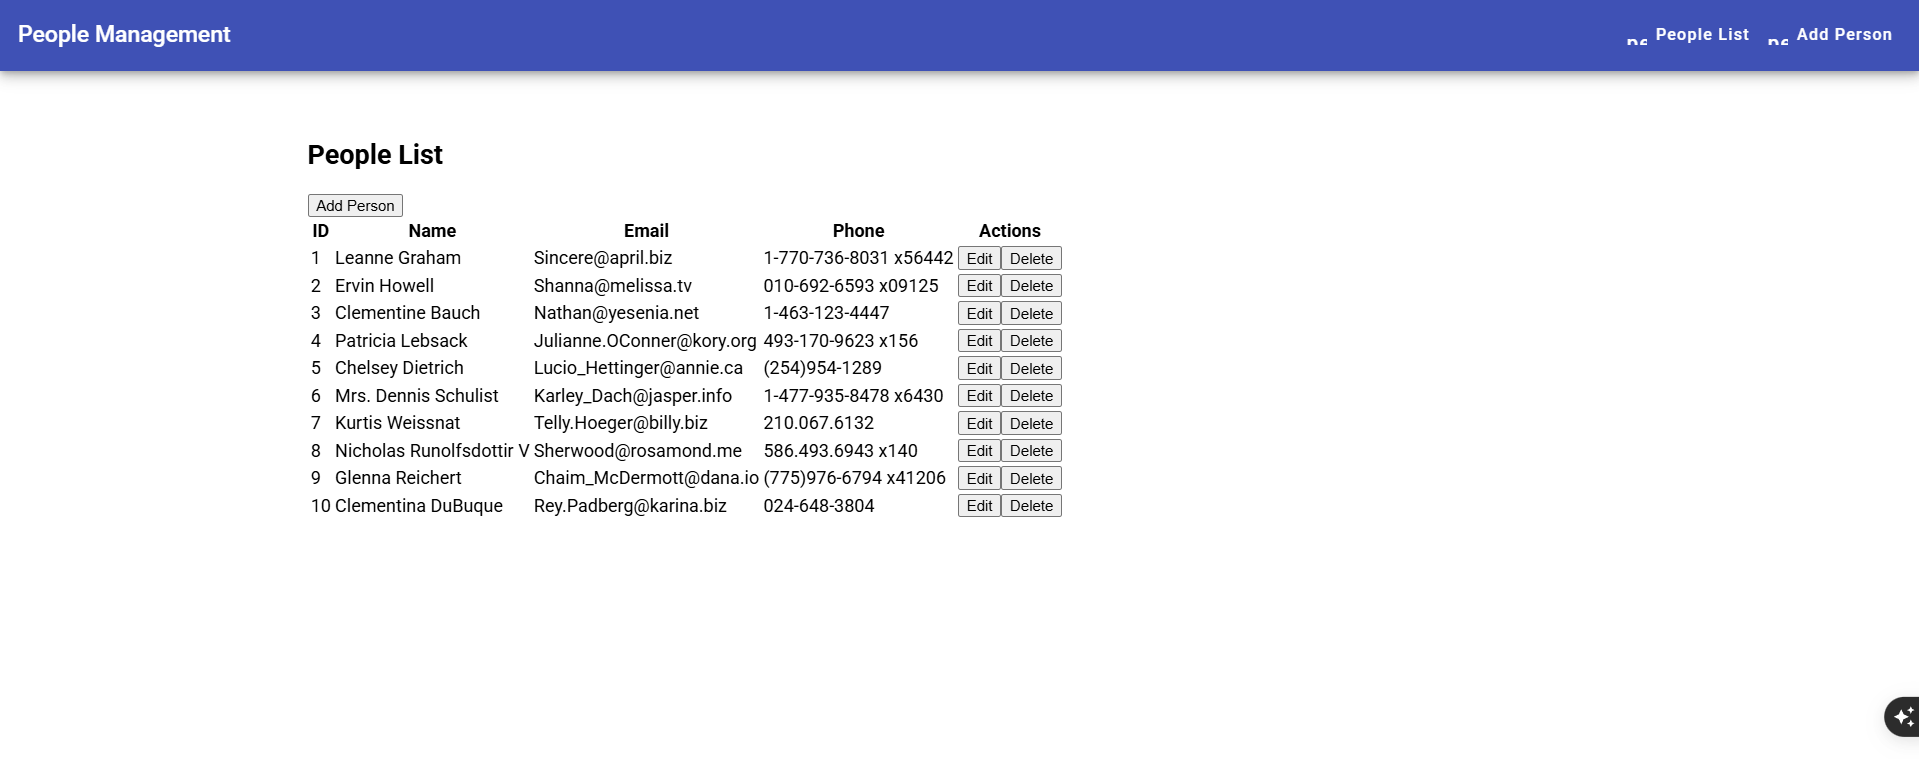 People Management
People List
Add Person
People List
Add Person
ID Name Email Phone Actions
1 Leanne Graham Sincere@april.biz 1-770-736-8031 x56442 Edit Delete
2 Ervin Howell Shanna@melissa.tv 010-692-6593 x09125 Edit Delete
3 Clementine Bauch Nathan@yesenia.net 1-463-123-4447 Edit Delete
4 Patricia Lebsack Julianne.OConner@kory.org 493-170-9623 x156 Edit Delete
5 Chelsey Dietrich Lucio_Hettinger@annie.ca (254)954-1289 Edit Delete
6 Mrs. Dennis Schulist Karley_Dach@jasper.info 1-477-935-8478 x6430 Edit Delete
7 Kurtis Weissnat Telly.Hoeger@billy.biz 210.067.6132 Edit Delete
8 Nicholas Runolfsdottir V Sherwood@rosamond.me 586.493.6943 x140 Edit Delete
9 Glenna Reichert Chaim_McDermott@dana.io (775)976-6794 x41206 Edit Delete
10 Clementina DuBuque Rey.Padberg@karina.biz 024-648-3804 Edit Delete